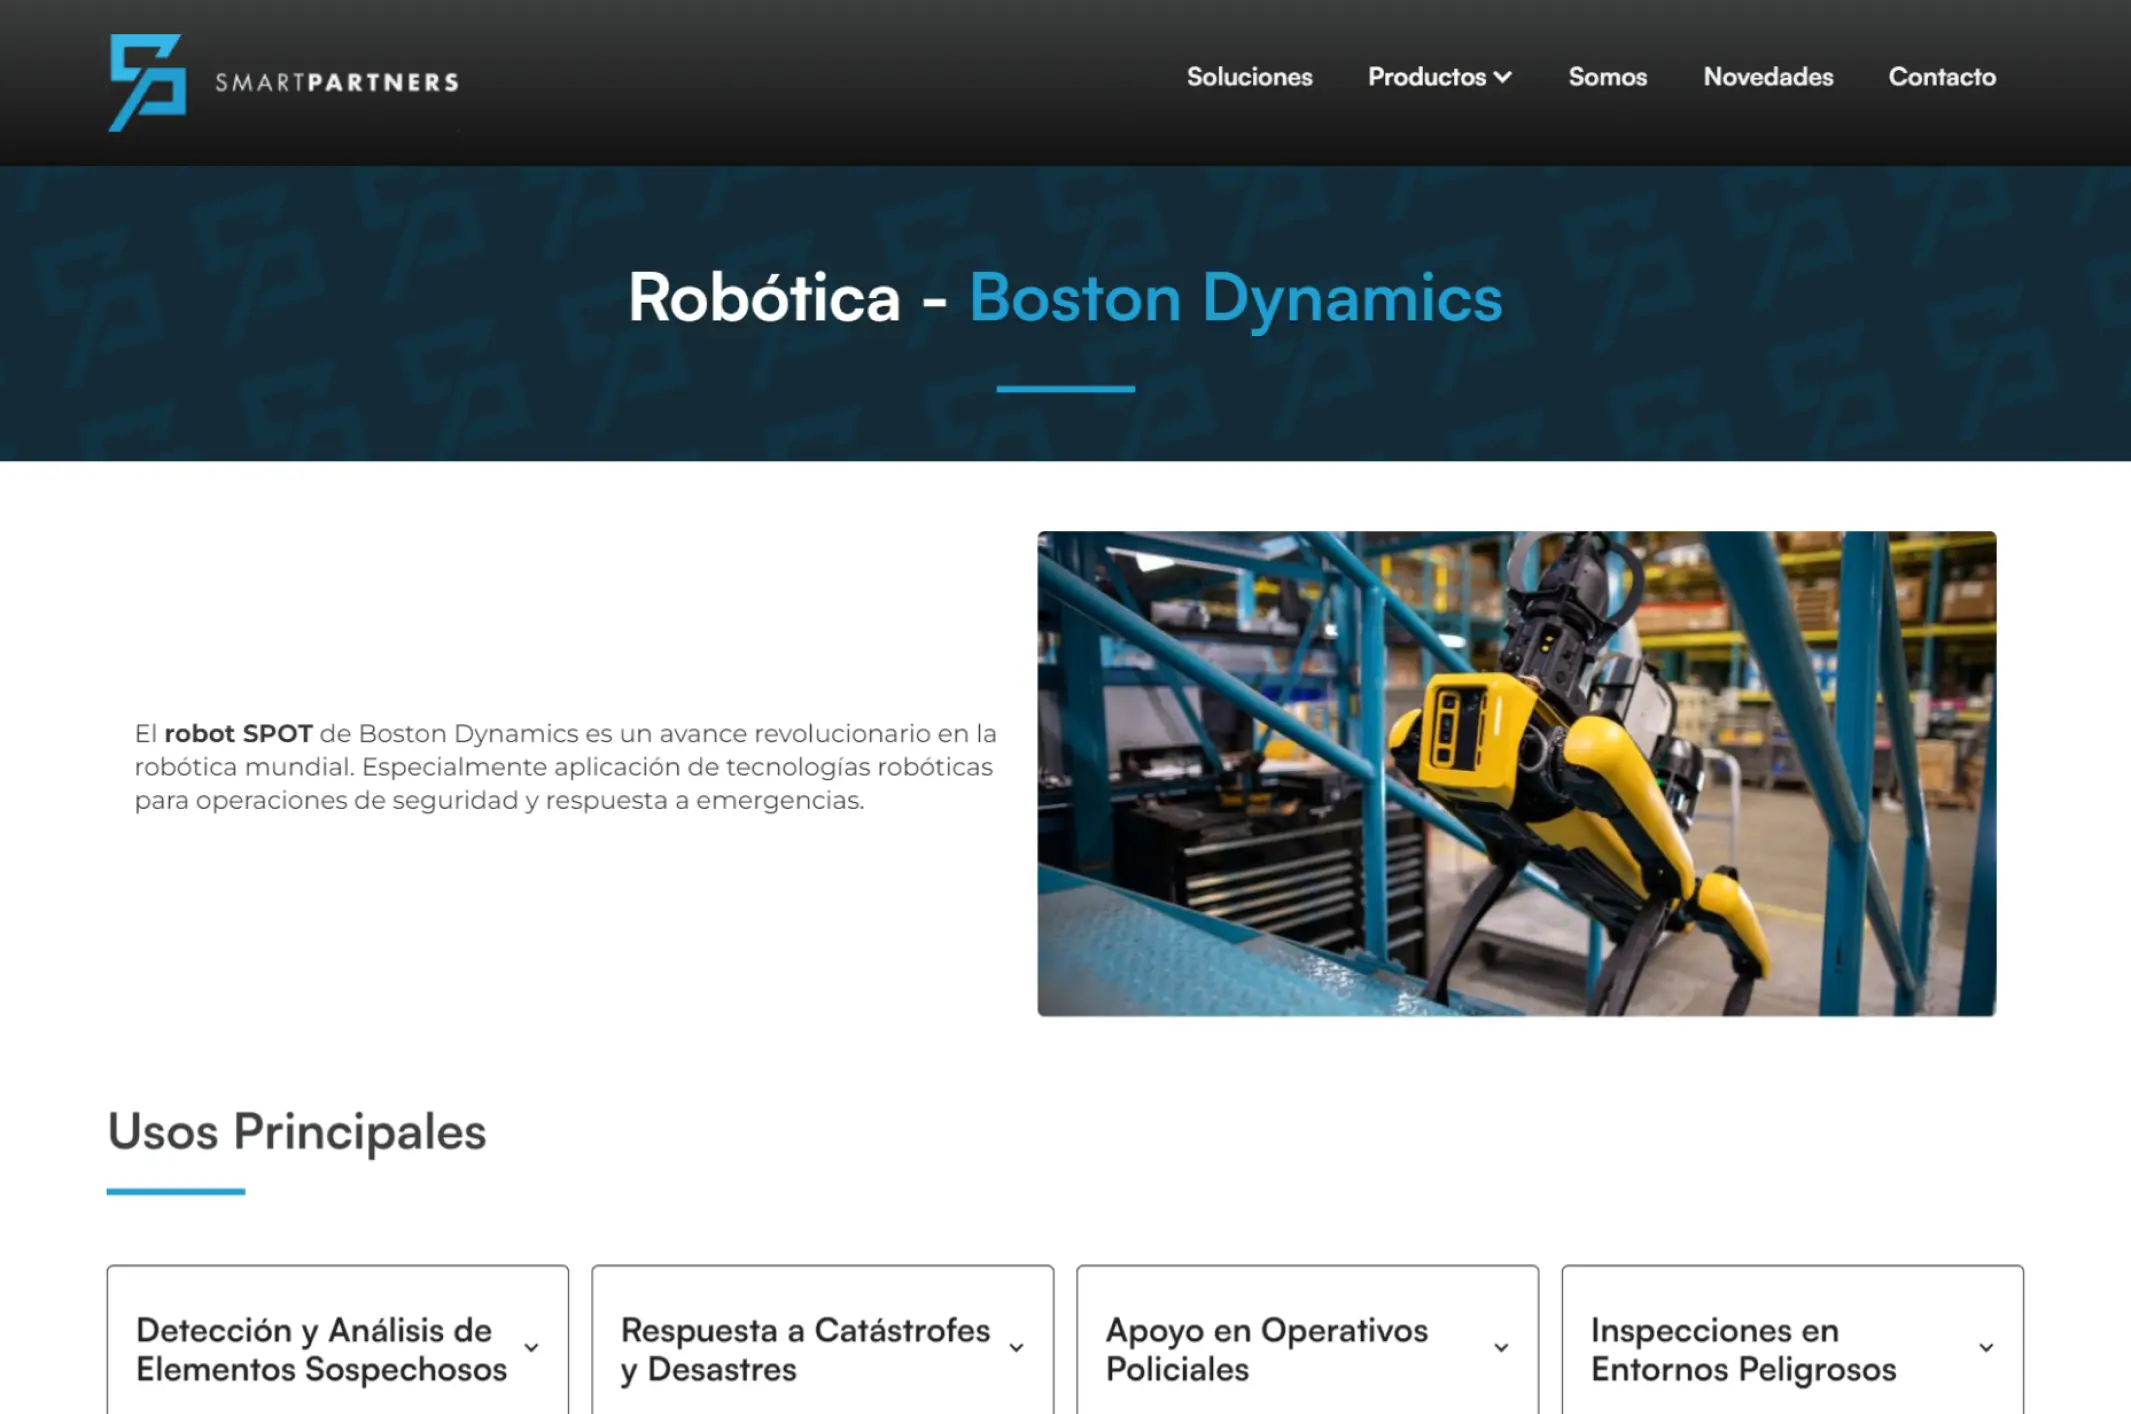 SMARTPARTNERS
Soluciones
Productos
Somos
Novedades
Contacto
Robótica - Boston Dynamics
El robot SPOT de Boston Dynamics es un avance revolucionario en la
robótica mundial. Especialmente aplicación de tecnologías robóticas
para operaciones de seguridad y respuesta a emergencias.
Usos Principales
Detección y Análisis de
Elementos Sospechosos
Respuesta a Catástrofes
y Desastres
Apoyo en Operativos
Policiales
Inspecciones en
Entornos Peligrosos